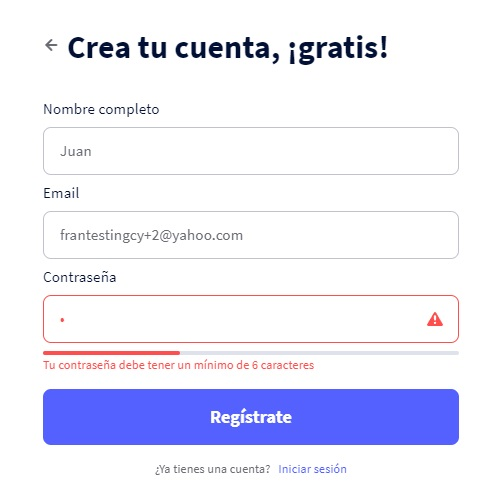 Crea tu cuenta, ¡gratis!
Nombre completo
Juan
Email
frantestingcy+2@yahoo.com
Contraseña
•
Tu contraseña debe tener un mínimo de 6 caracteres
Regístrate
¿Ya tienes una cuenta? Iniciar sesión